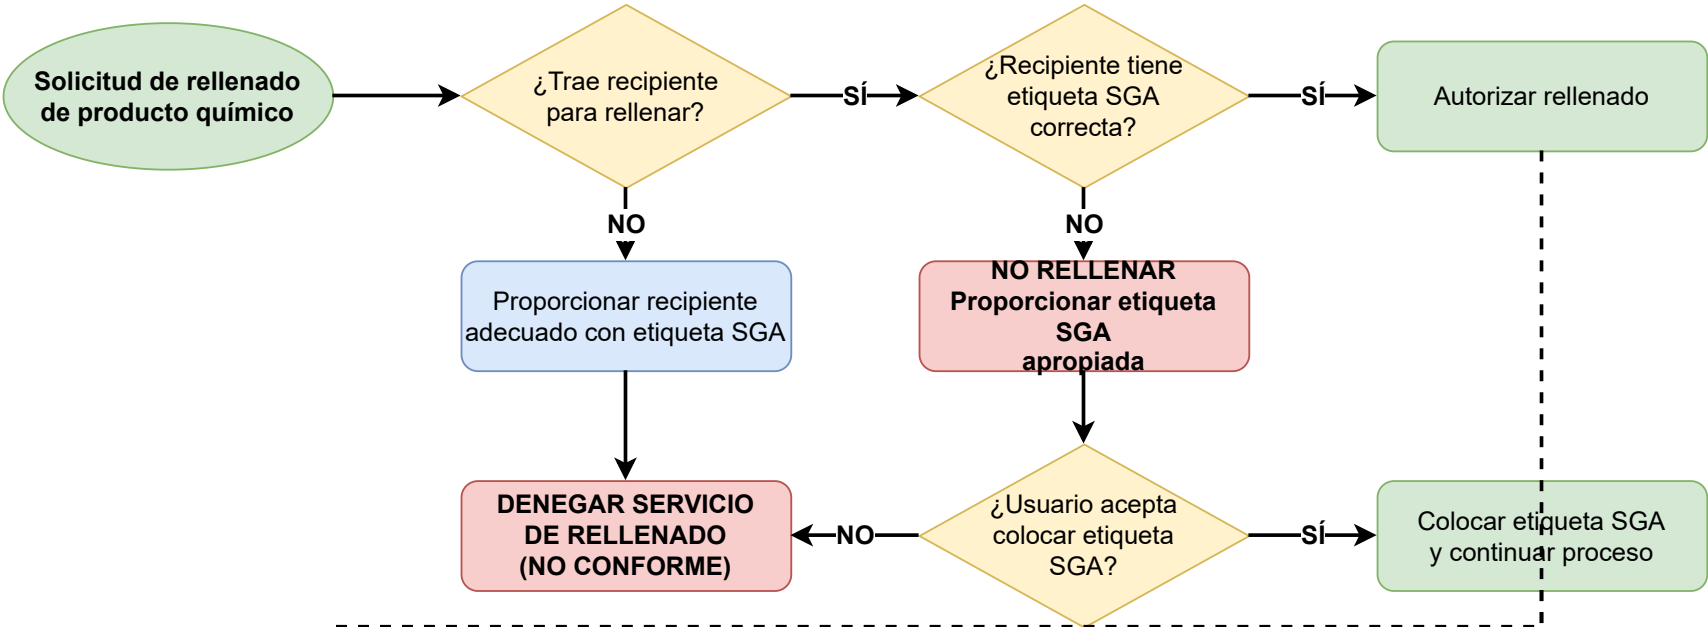 Solicitud de rellenado
de producto químico
¿Trae recipiente
para rellenar?
SÍ
¿Recipiente tiene
etiqueta SGA
correcta?
SÍ
Autorizar rellenado
NO
NO
Proporcionar recipiente
adecuado con etiqueta SGA
NO RELLENAR
Proporcionar etiqueta
SGA
apropiada
DENEGAR SERVICIO
DE RELLENADO
(NO CONFORME)
NO
¿Usuario acepta
colocar etiqueta
SGA?
SÍ
Colocar etiqueta SGA
y continuar proceso